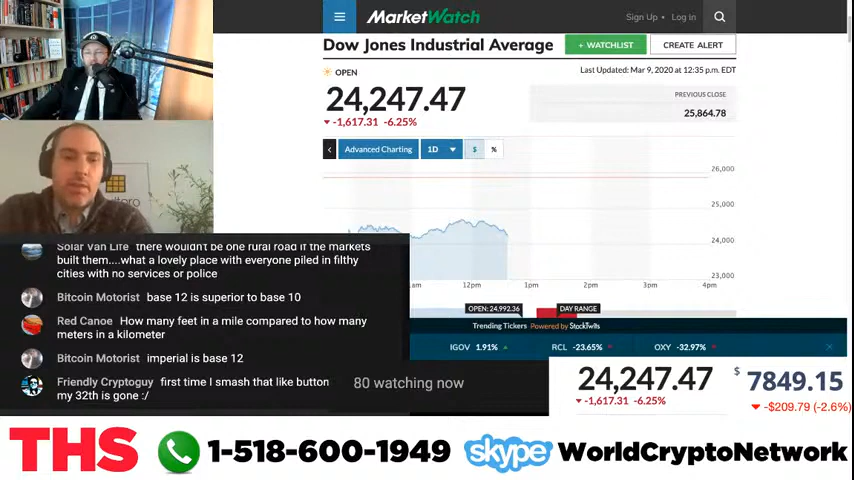 MarketWatch
Sign Up
Log in
Dow Jones Industrial Average
+ WATCHLIST
CREATE ALERT
OPEN
Last Updated: Mar 9, 2020 at 12:35 p.m. EDT
24,247.47
-1,617.31 -6.25%
PREVIOUS CLOSE
25,864.78
Advanced Charting
1D
$
%
26,000
25,000
24,000
23,000
am
12pm
1pm
2pm
3pm
4pm
OPEN: 24,992.36
DAY RANGE
Trending Tickers Powered by StockTwits
IGOV 1.91%
RCL -23.65%
OXY -32.97%
Solar Van Life there wouldn't be one rural road if the markets
built them....what a lovely place with everyone piled in filthy
cities with no services or police
Bitcoin Motorist base 12 is superior to base 10
Red Canoe How many feet in a mile compared to how many
meters in a kilometer
Bitcoin Motorist imperial is base 12
Friendly Cryptoguy first time I smash that like button
my 32th is gone :/
80 watching now
24,247.47
-1,617.31 -6.25%
$ 7849.15
-$209.79 (-2.6%)
THS
1-518-600-1949
skype
WorldCryptoNetwork